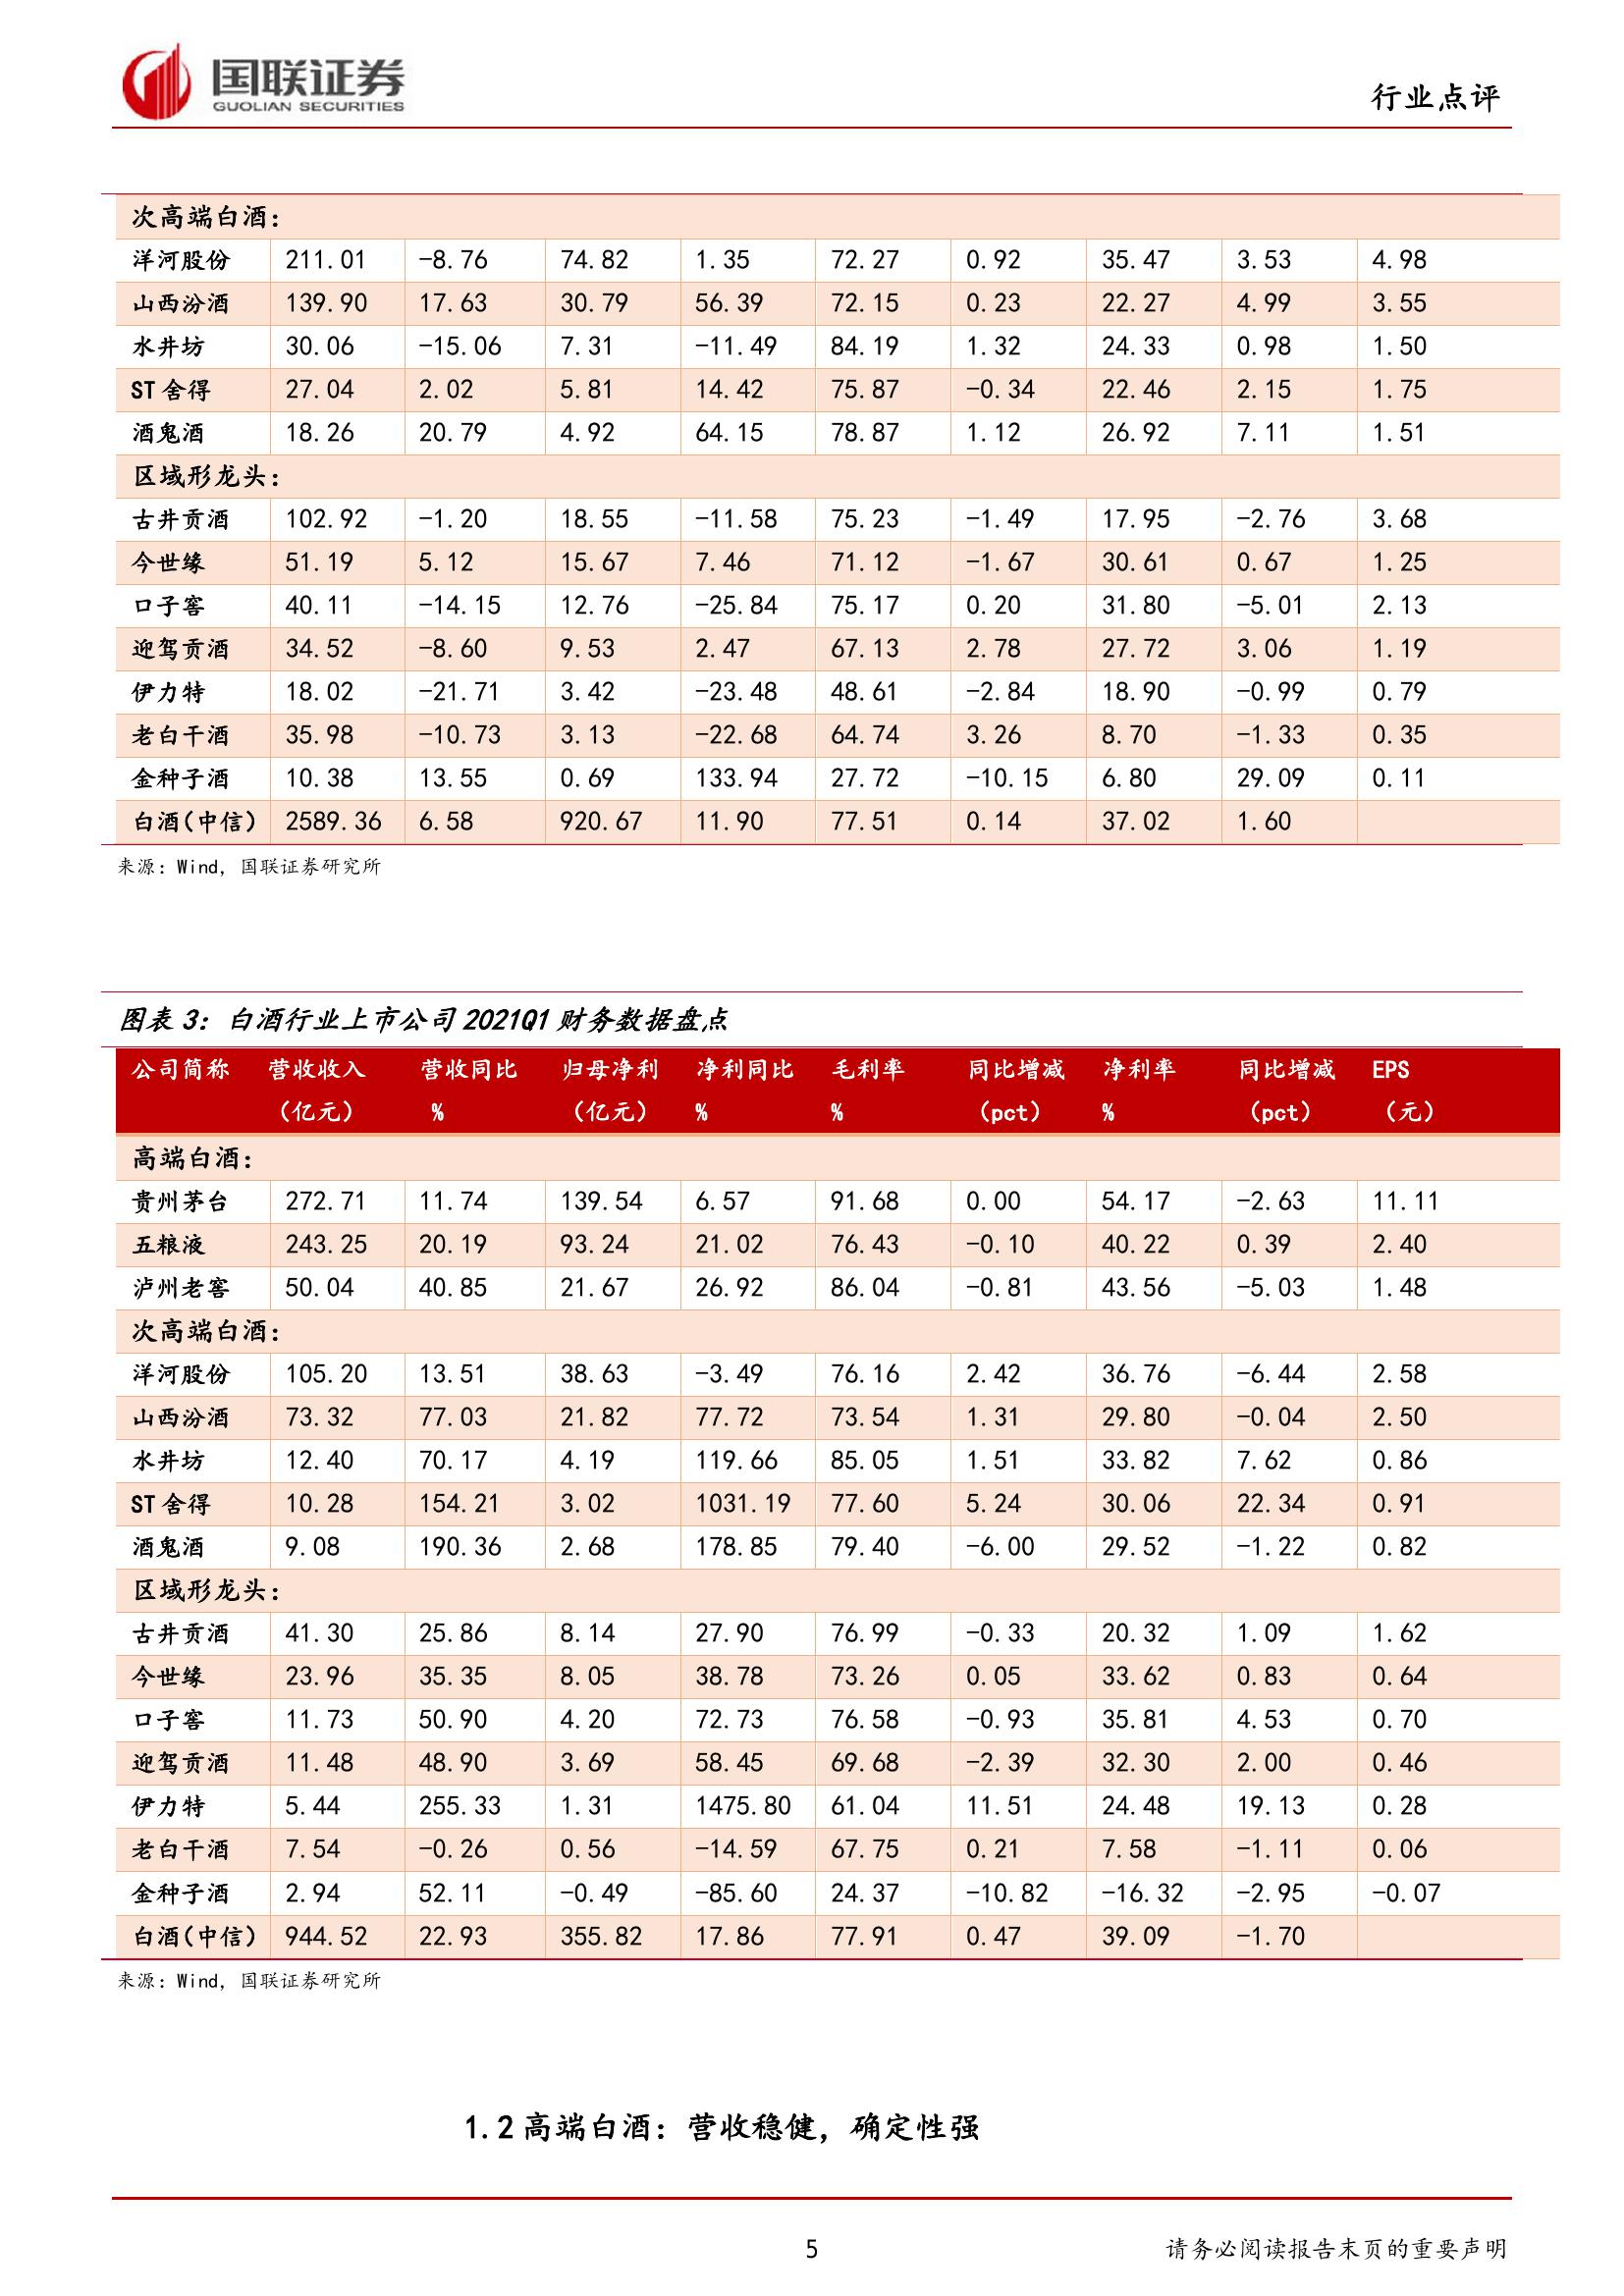 国联证券
GUOLIAN SECURITIES
行业点评
次高端白酒：
洋河股份 211.01 -8.76 74.82 1.35 72.27 0.92 35.47 3.53 4.98
山西汾酒 139.90 17.63 30.79 56.39 72.15 0.23 22.27 4.99 3.55
水井坊 30.06 -15.06 7.31 -11.49 84.19 1.32 24.33 0.98 1.50
ST 舍得 27.04 2.02 5.81 14.42 75.87 -0.34 22.46 2.15 1.75
酒鬼酒 18.26 20.79 4.92 64.15 78.87 1.12 26.92 7.11 1.51
区域形龙头：
古井贡酒 102.92 -1.20 18.55 -11.58 75.23 -1.49 17.95 -2.76 3.68
今世缘 51.19 5.12 15.67 7.46 71.12 -1.67 30.61 0.67 1.25
口子窖 40.11 -14.15 12.76 -25.84 75.17 0.20 31.80 -5.01 2.13
迎驾贡酒 34.52 -8.60 9.53 2.47 67.13 2.78 27.72 3.06 1.19
伊力特 18.02 -21.71 3.42 -23.48 48.61 -2.84 18.90 -0.99 0.79
老白干酒 35.98 -10.73 3.13 -22.68 64.74 3.26 8.70 -1.33 0.35
金种子酒 10.38 13.55 0.69 133.94 27.72 -10.15 6.80 29.09 0.11
白酒(中信) 2589.36 6.58 920.67 11.90 77.51 0.14 37.02 1.60
来源：Wind，国联证券研究所
图表 3：白酒行业上市公司 2021Q1 财务数据盘点
公司简称 营收收入 营收同比 归母净利 净利同比 毛利率 同比增减 净利率 同比增减 EPS
（亿元） % （亿元） % % （pct） % （pct） （元）
高端白酒：
贵州茅台 272.71 11.74 139.54 6.57 91.68 0.00 54.17 -2.63 11.11
五粮液 243.25 20.19 93.24 21.02 76.43 -0.10 40.22 0.39 2.40
泸州老窖 50.04 40.85 21.67 26.92 86.04 -0.81 43.56 -5.03 1.48
次高端白酒：
洋河股份 105.20 13.51 38.63 -3.49 76.16 2.42 36.76 -6.44 2.58
山西汾酒 73.32 77.03 21.82 77.72 73.54 1.31 29.80 -0.04 2.50
水井坊 12.40 70.17 4.19 119.66 85.05 1.51 33.82 7.62 0.86
ST 舍得 10.28 154.21 3.02 1031.19 77.60 5.24 30.06 22.34 0.91
酒鬼酒 9.08 190.36 2.68 178.85 79.40 -6.00 29.52 -1.22 0.82
区域形龙头：
古井贡酒 41.30 25.86 8.14 27.90 76.99 -0.33 20.32 1.09 1.62
今世缘 23.96 35.35 8.05 38.78 73.26 0.05 33.62 0.83 0.64
口子窖 11.73 50.90 4.20 72.73 76.58 -0.93 35.81 4.53 0.70
迎驾贡酒 11.48 48.90 3.69 58.45 69.68 -2.39 32.30 2.00 0.46
伊力特 5.44 255.33 1.31 1475.80 61.04 11.51 24.48 19.13 0.28
老白干酒 7.54 -0.26 0.56 -14.59 67.75 0.21 7.58 -1.11 0.06
金种子酒 2.94 52.11 -0.49 -85.60 24.37 -10.82 -16.32 -2.95 -0.07
白酒(中信) 944.52 22.93 355.82 17.86 77.91 0.47 39.09 -1.70
来源：Wind，国联证券研究所
1.2 高端白酒：营收稳健，确定性强
5
请务必阅读报告末页的重要声明